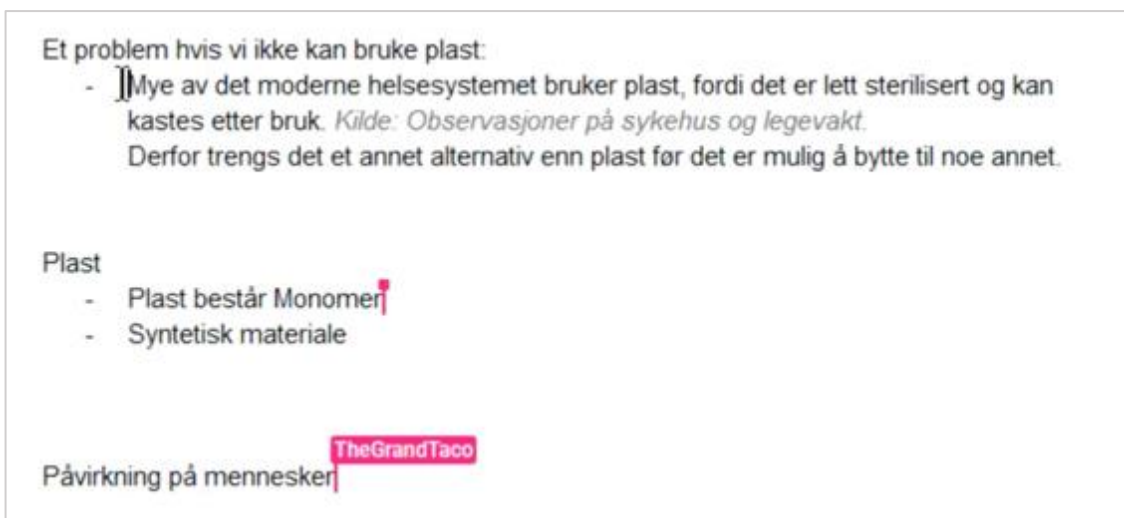 Et problem hvis vi ikke kan bruke plast:
- Mye av det moderne helsesystemet bruker plast, fordi det er lett sterilisert og kan
kastes etter bruk. Kilde: Observasjoner på sykehus og legevakt.
Derfor trengs det et annet alternativ enn plast før det er mulig å bytte til noe annet.
Plast
- Plast består Monomer
- Syntetisk materiale
TheGrandTaco
Påvirkning på mennesker